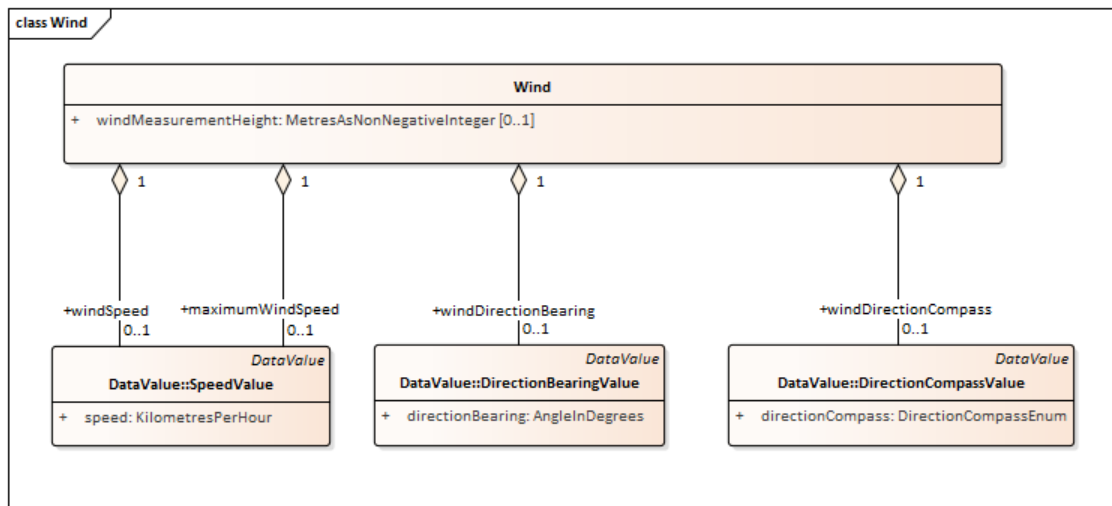 class Wind
Wind
+ windMeasurementHeight: MetresAsNonNegativeInteger [0..1]
1 1 1 1
+windSpeed +maximumWindSpeed +windDirectionBearing +windDirectionCompass
0..1 0..1 0..1 0..1
DataValue
DataValue::SpeedValue
+ speed: KilometresPerHour
DataValue
DataValue::DirectionBearingValue
+ directionBearing: AngleInDegrees
DataValue
DataValue::DirectionCompassValue
+ directionCompass: DirectionCompassEnum